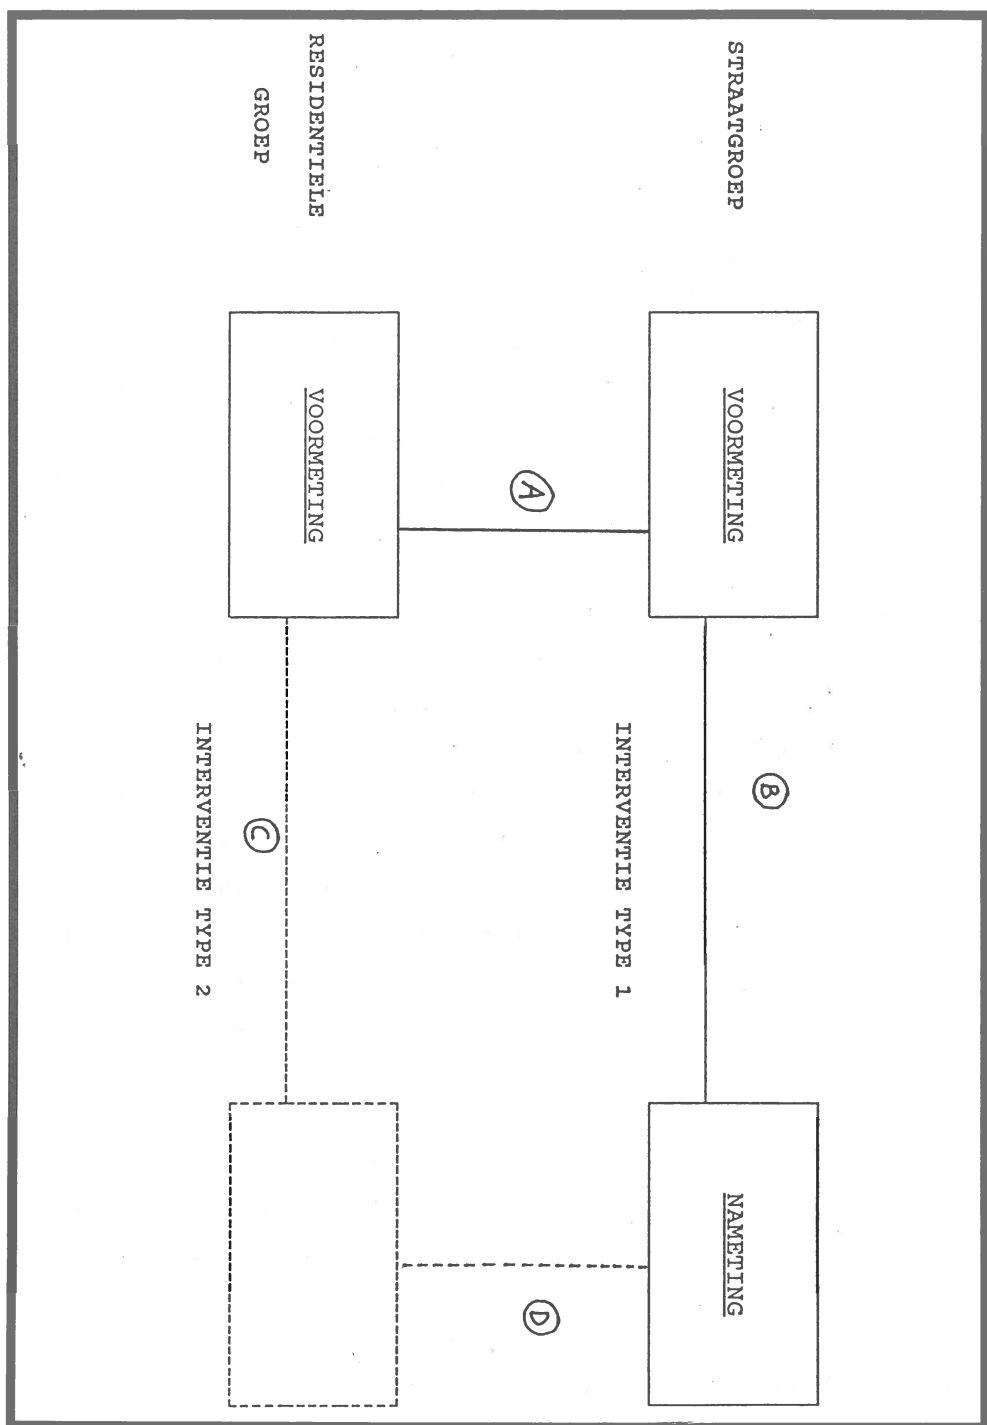 STRAATGROEP
VOORMETING
B
NAMETING
INTERVENTIE TYPE 1
A
D
RESIDENTIELE
GROEP
VOORMETING
C
INTERVENTIE TYPE 2